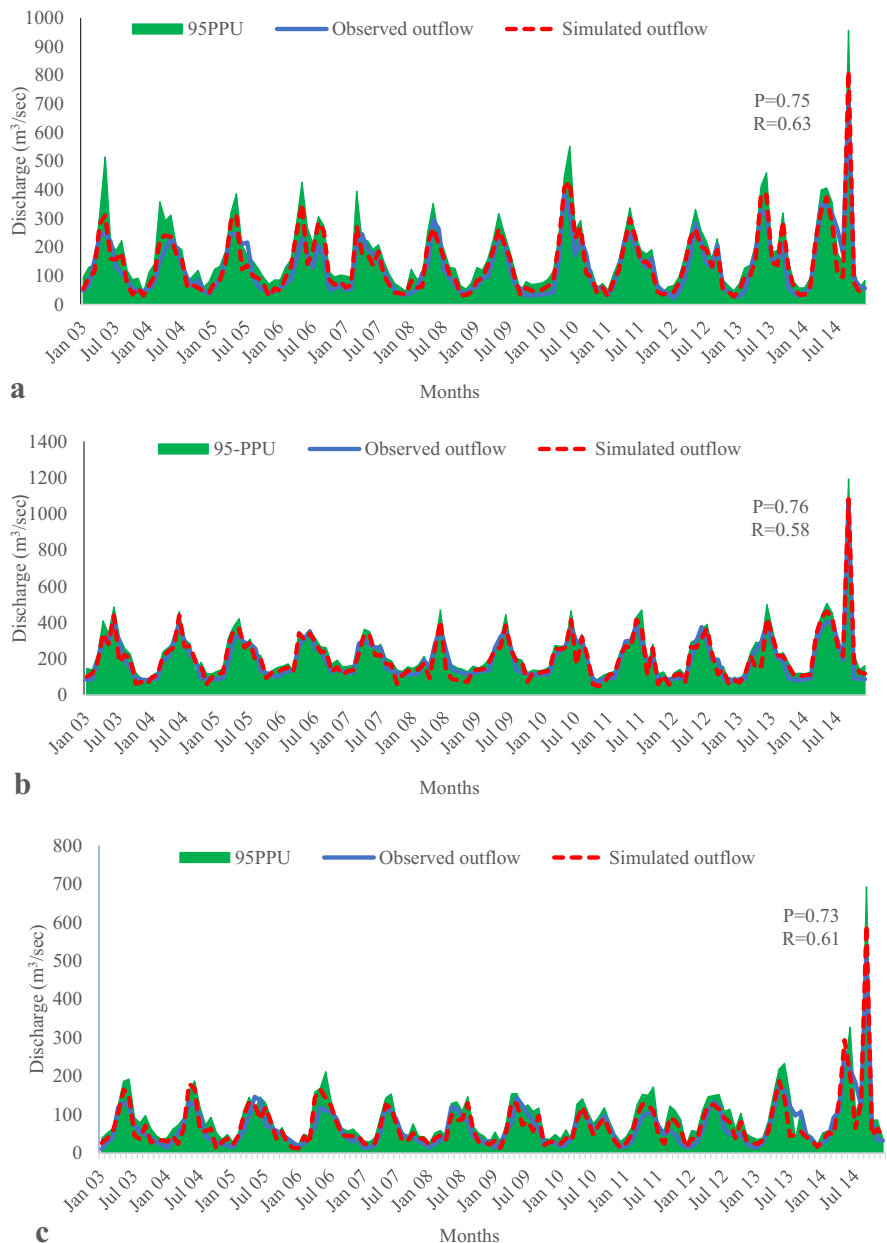 95PPU Observed outflow Simulated outflow
1000
900
800
700
600
500
400
300
200
100
0
Discharge (m³/sec)
P=0.75
R=0.63
Jan 03 Jul 03 Jan 04 Jul 04 Jan 05 Jul 05 Jan 06 Jul 06 Jan 07 Jul 07 Jan 08 Jul 08 Jan 09 Jul 09 Jan 10 Jul 10 Jan 11 Jul 11 Jan 12 Jul 12 Jan 13 Jul 13 Jan 14 Jul 14
a
Months
95-PPU Observed outflow Simulated outflow
1400
1200
1000
800
600
400
200
0
Discharge (m³/sec)
P=0.76
R=0.58
Jan 03 Jul 03 Jan 04 Jul 04 Jan 05 Jul 05 Jan 06 Jul 06 Jan 07 Jul 07 Jan 08 Jul 08 Jan 09 Jul 09 Jan 10 Jul 10 Jan 11 Jul 11 Jan 12 Jul 12 Jan 13 Jul 13 Jan 14 Jul 14
b
Months
95PPU Observed outflow Simulated outflow
800
700
600
500
400
300
200
100
0
Discharge (m³/sec)
P=0.73
R=0.61
Jan 03 Jul 03 Jan 04 Jul 04 Jan 05 Jul 05 Jan 06 Jul 06 Jan 07 Jul 07 Jan 08 Jul 08 Jan 09 Jul 09 Jan 10 Jul 10 Jan 11 Jul 11 Jan 12 Jul 12 Jan 13 Jul 13 Jan 14 Jul 14
c
Months